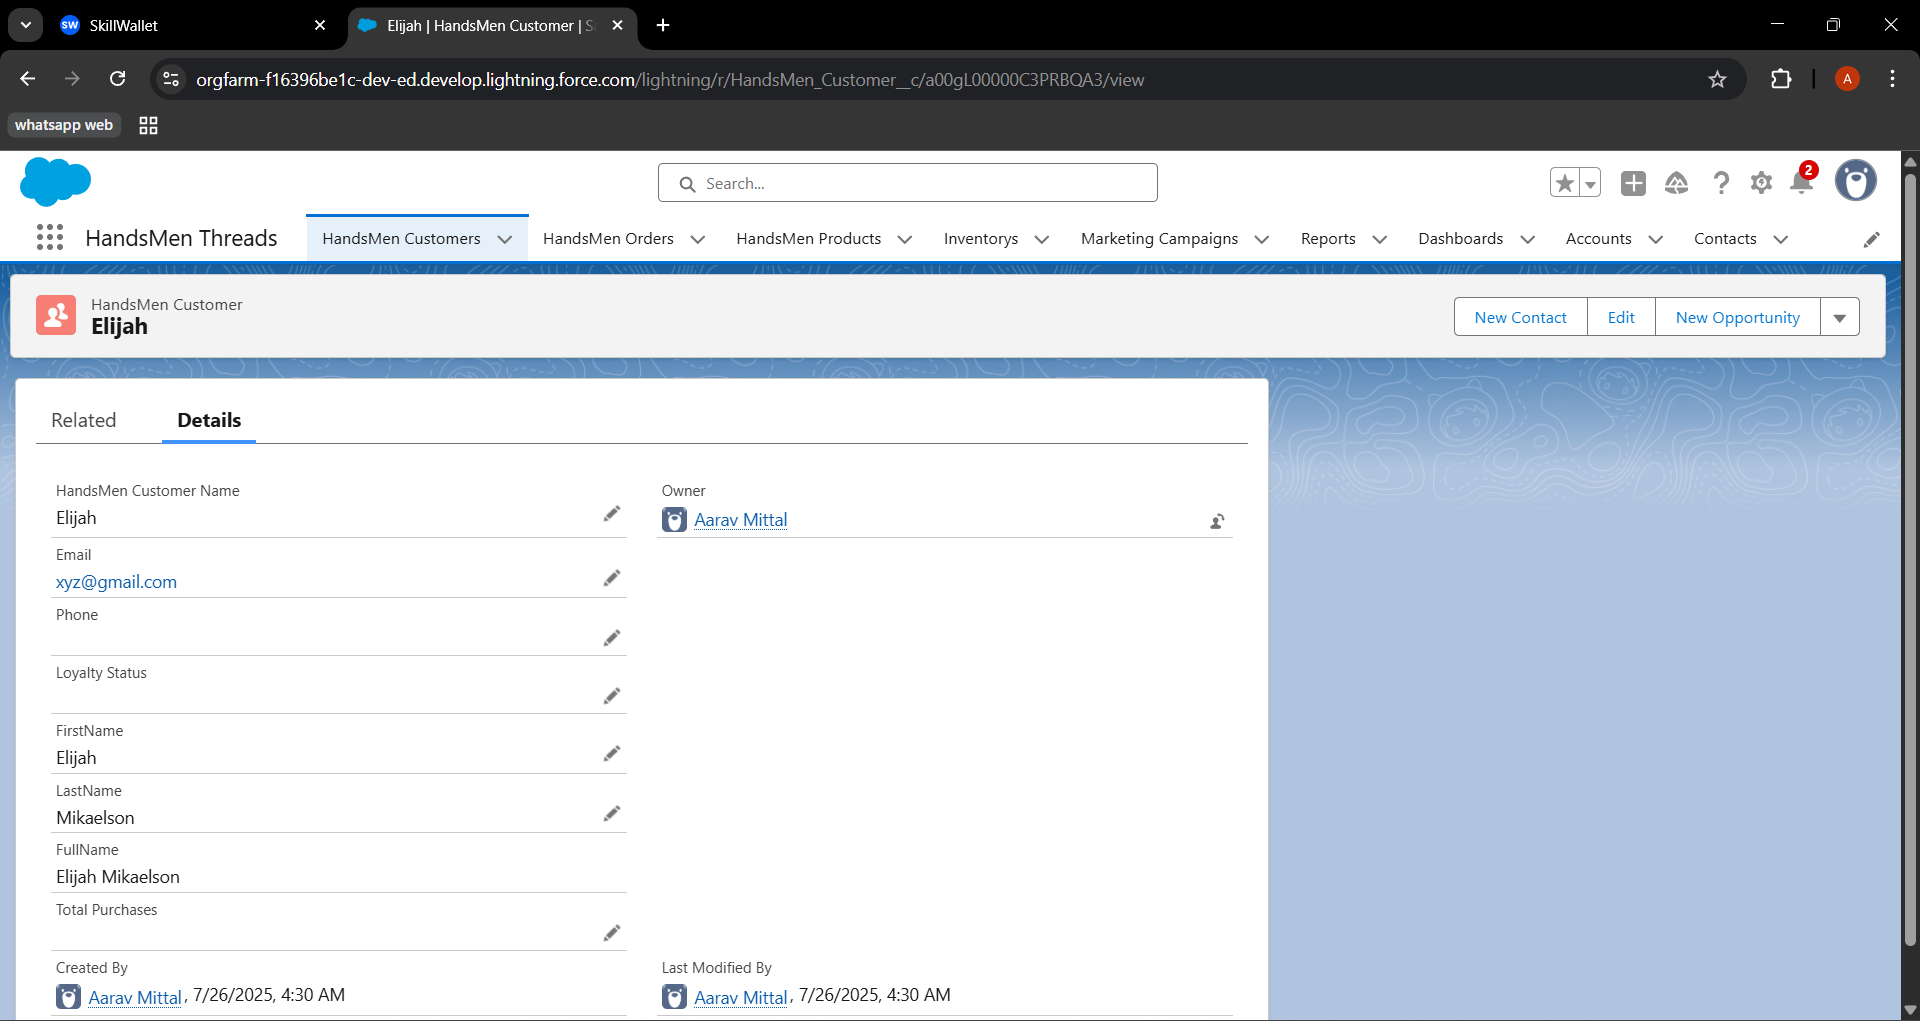 SW SkillWallet
Elijah | HandsMen Customer | S
orgfarm-f16396be1c-dev-ed.develop.lightning.force.com/lightning/r/HandsMen_Customer__c/a00gL00000C3PRBQA3/view
A
whatsapp web
Search...
2
HandsMen Threads
HandsMen Customers
HandsMen Orders
HandsMen Products
Inventorys
Marketing Campaigns
Reports
Dashboards
Accounts
Contacts
HandsMen Customer
Elijah
New Contact
Edit
New Opportunity
Related
Details
HandsMen Customer Name
Elijah
Owner
Aarav Mittal
Email
xyz@gmail.com
Phone
Loyalty Status
FirstName
Elijah
LastName
Mikaelson
FullName
Elijah Mikaelson
Total Purchases
Created By
Aarav Mittal, 7/26/2025, 4:30 AM
Last Modified By
Aarav Mittal, 7/26/2025, 4:30 AM